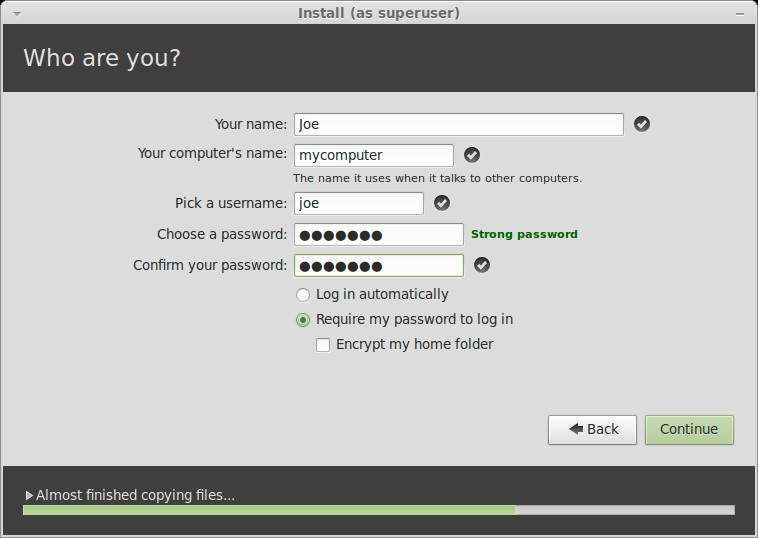 Install (as superuser)
Who are you?
Your name: Joe
Your computer's name: mycomputer
The name it uses when it talks to other computers.
Pick a username: joe
Choose a password: ●●●●●●● Strong password
Confirm your password: ●●●●●●●
Log in automatically
Require my password to log in
Encrypt my home folder
Back Continue
Almost finished copying files...